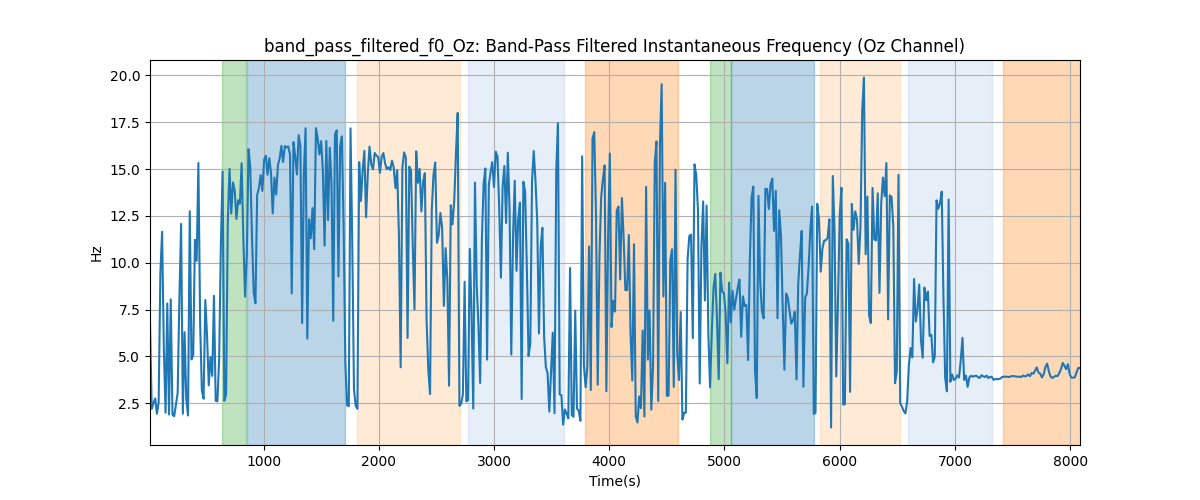 band_pass_filtered_f0_Oz: Band-Pass Filtered Instantaneous Frequency (Oz Channel)
20.0
17.5
15.0
12.5
10.0
7.5
5.0
2.5
Hz
1000 2000 3000 4000 5000 6000 7000 8000
Time(s)